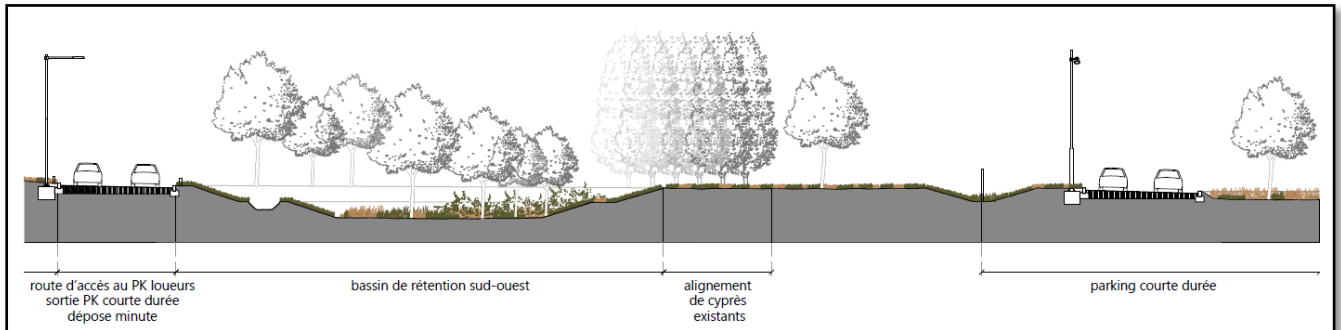 route d'accès au PK loueurs
sortie PK courte durée
dépose minute
bassin de rétention sud-ouest
alignement
de cyprès
existants
parking courte durée